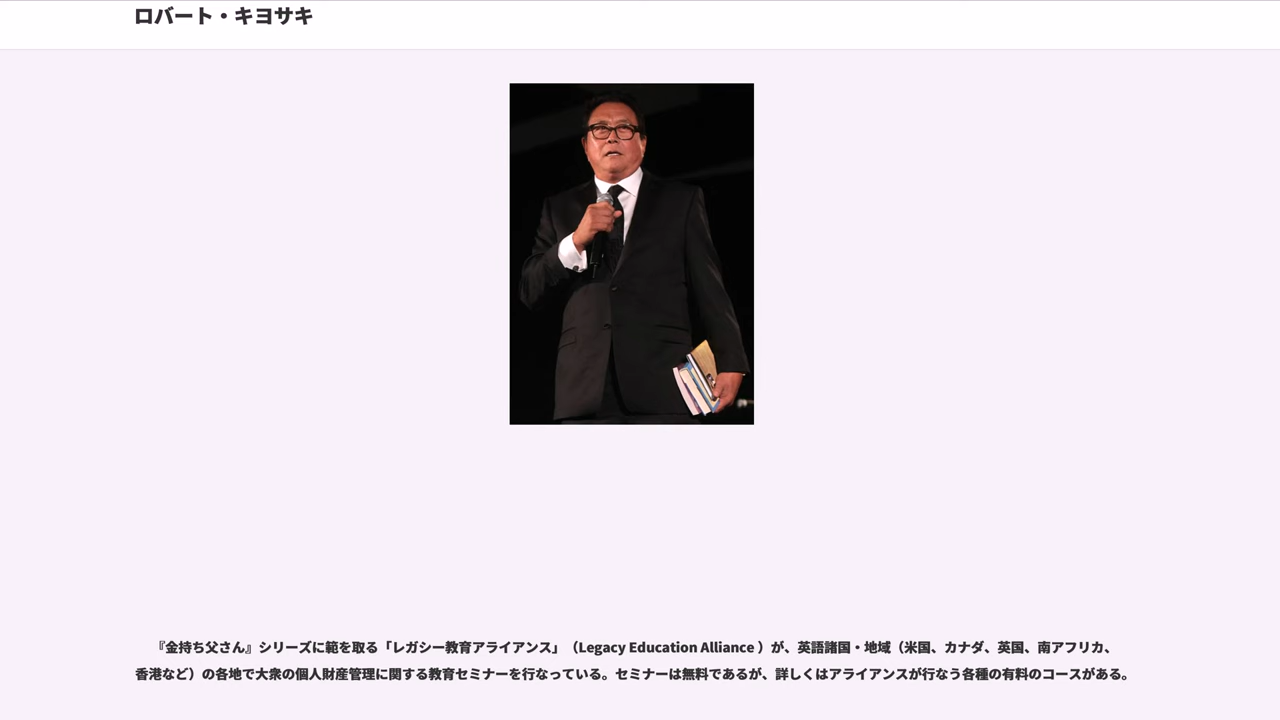 ロバート・キヨサキ
『金持ち父さん』シリーズに範を取る「レガシー教育アライアンス」（Legacy Education Alliance ）が、英語諸国・地域（米国、カナダ、英国、南アフリカ、
香港など）の各地で大衆の個人財産管理に関する教育セミナーを行なっている。セミナーは無料であるが、詳しくはアライアンスが行なう各種の有料のコースがある。